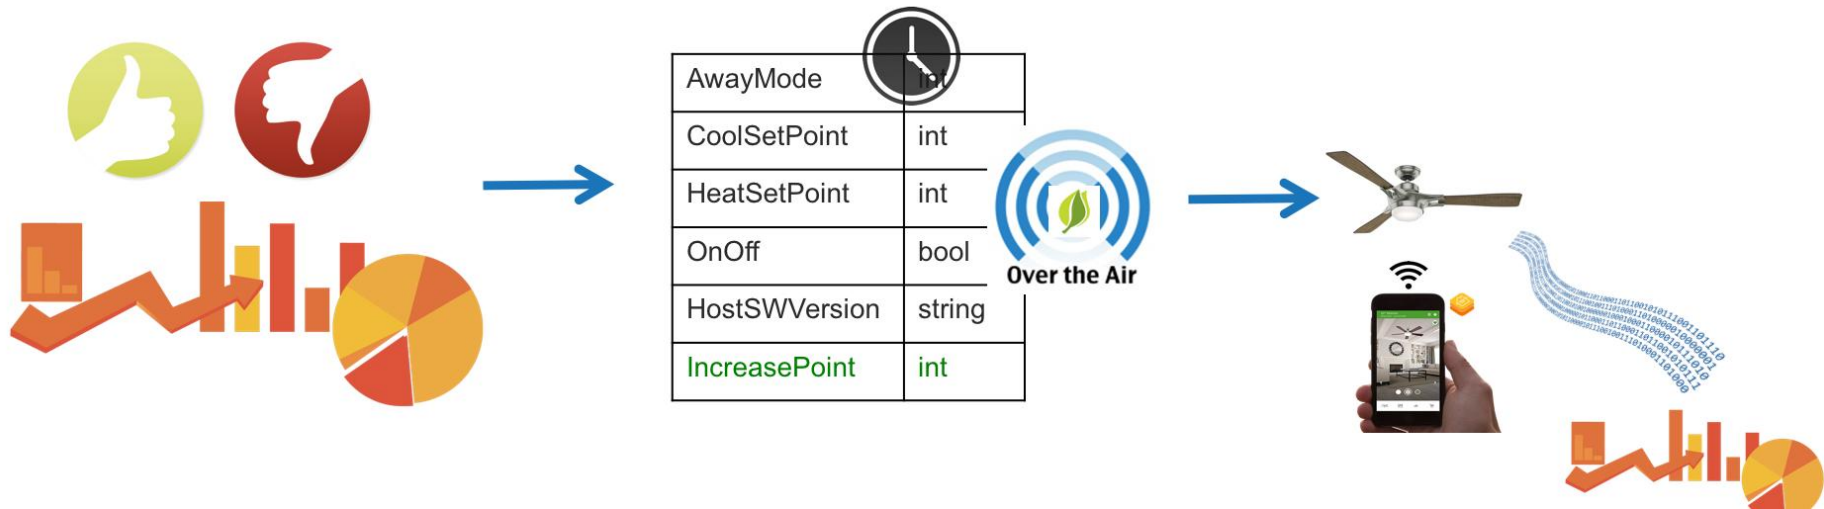 AwayMode int
CoolSetPoint int
HeatSetPoint int
OnOff bool
HostSWVersion string
IncreasePoint int
Over the Air